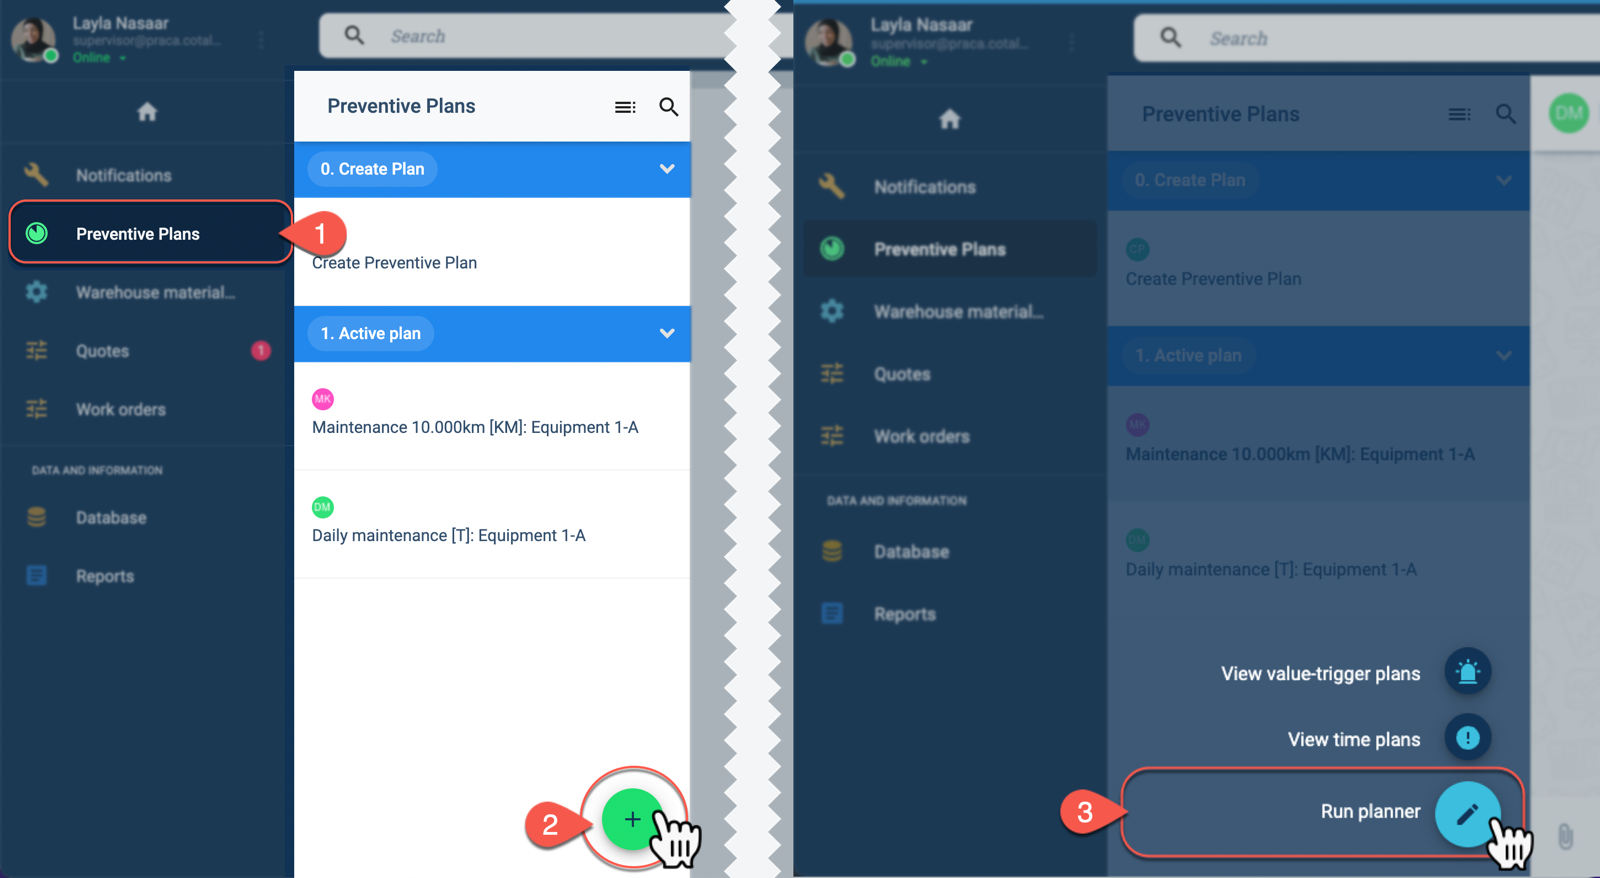 Layla Nasaar
supervisor@praca.cotal...
Online
Search
Notifications
Preventive Plans
1
Warehouse material...
Quotes
1
Work orders
DATA AND INFORMATION
Database
Reports
Preventive Plans
0. Create Plan
Create Preventive Plan
1. Active plan
MK
Maintenance 10.000km [KM]: Equipment 1-A
DM
Daily maintenance [T]: Equipment 1-A
2
+
Layla Nasaar
supervisor@praca.cotal...
Online
Search
Notifications
Preventive Plans
Warehouse material...
Quotes
Work orders
DATA AND INFORMATION
Database
Reports
Preventive Plans
DM
0. Create Plan
CP
Create Preventive Plan
1. Active plan
MK
Maintenance 10.000km [KM]: Equipment 1-A
DM
Daily maintenance [T]: Equipment 1-A
View value-trigger plans
View time plans
3
Run planner